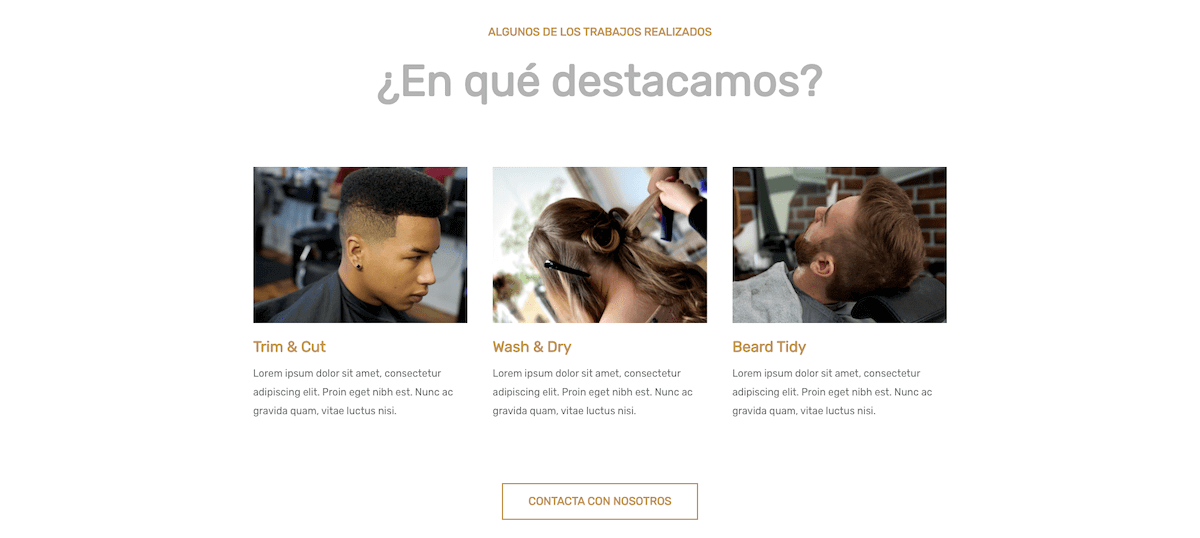 ALGUNOS DE LOS TRABAJOS REALIZADOS
¿En qué destacamos?
Trim & Cut
Lorem ipsum dolor sit amet, consectetur
adipiscing elit. Proin eget nibh est. Nunc ac
gravida quam, vitae luctus nisi.
Wash & Dry
Lorem ipsum dolor sit amet, consectetur
adipiscing elit. Proin eget nibh est. Nunc ac
gravida quam, vitae luctus nisi.
Beard Tidy
Lorem ipsum dolor sit amet, consectetur
adipiscing elit. Proin eget nibh est. Nunc ac
gravida quam, vitae luctus nisi.
CONTACTA CON NOSOTROS